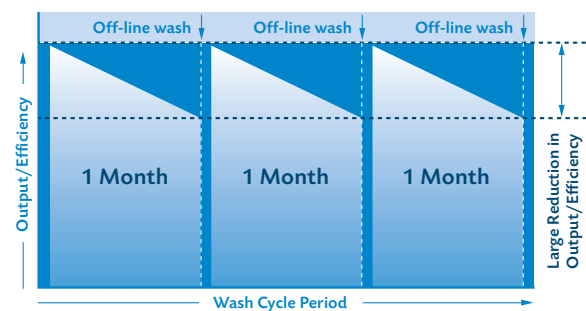 Off-line wash
Off-line wash
Off-line wash
Output/Efficiency
1 Month
1 Month
1 Month
Large Reduction in
Output/Efficiency
Wash Cycle Period